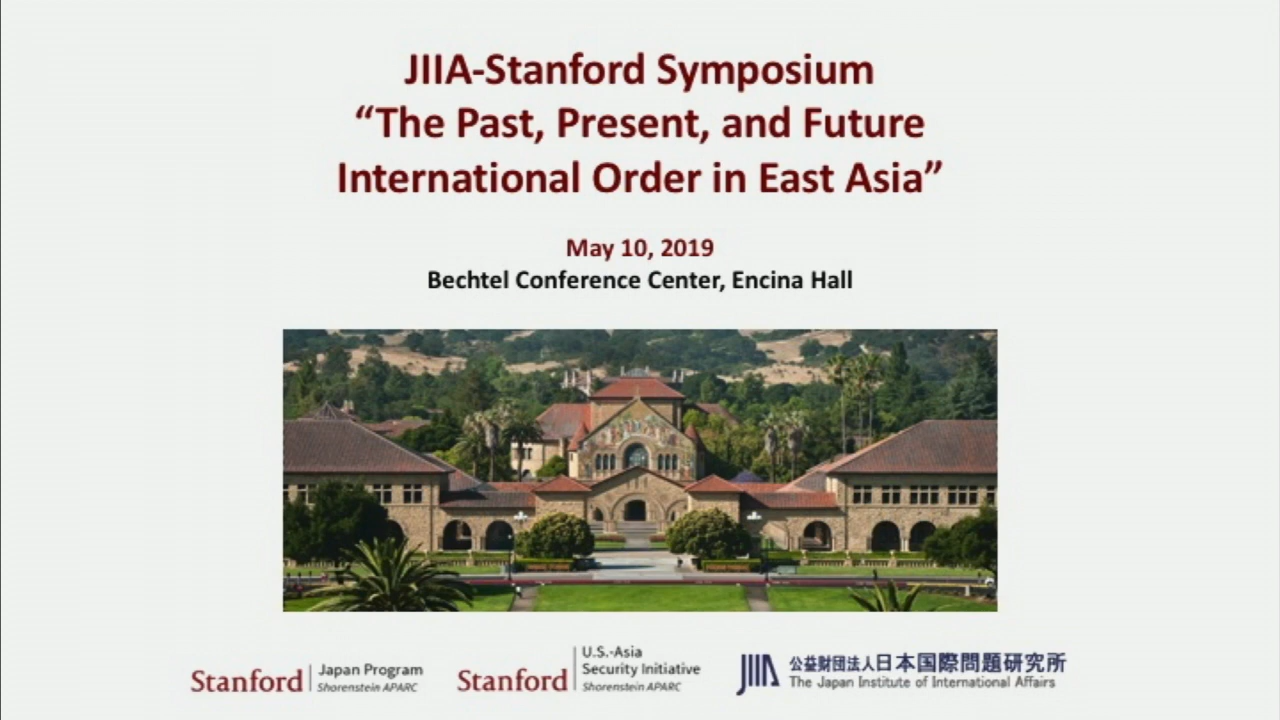 JIIA-Stanford Symposium
“The Past, Present, and Future
International Order in East Asia”
May 10, 2019
Bechtel Conference Center, Encina Hall
Stanford
Japan Program
Shorenstein APARC
Stanford
U.S.-Asia
Security Initiative
Shorenstein APARC
JIIA
公益財団法人日本国際問題研究所
The Japan Institute of International Affairs